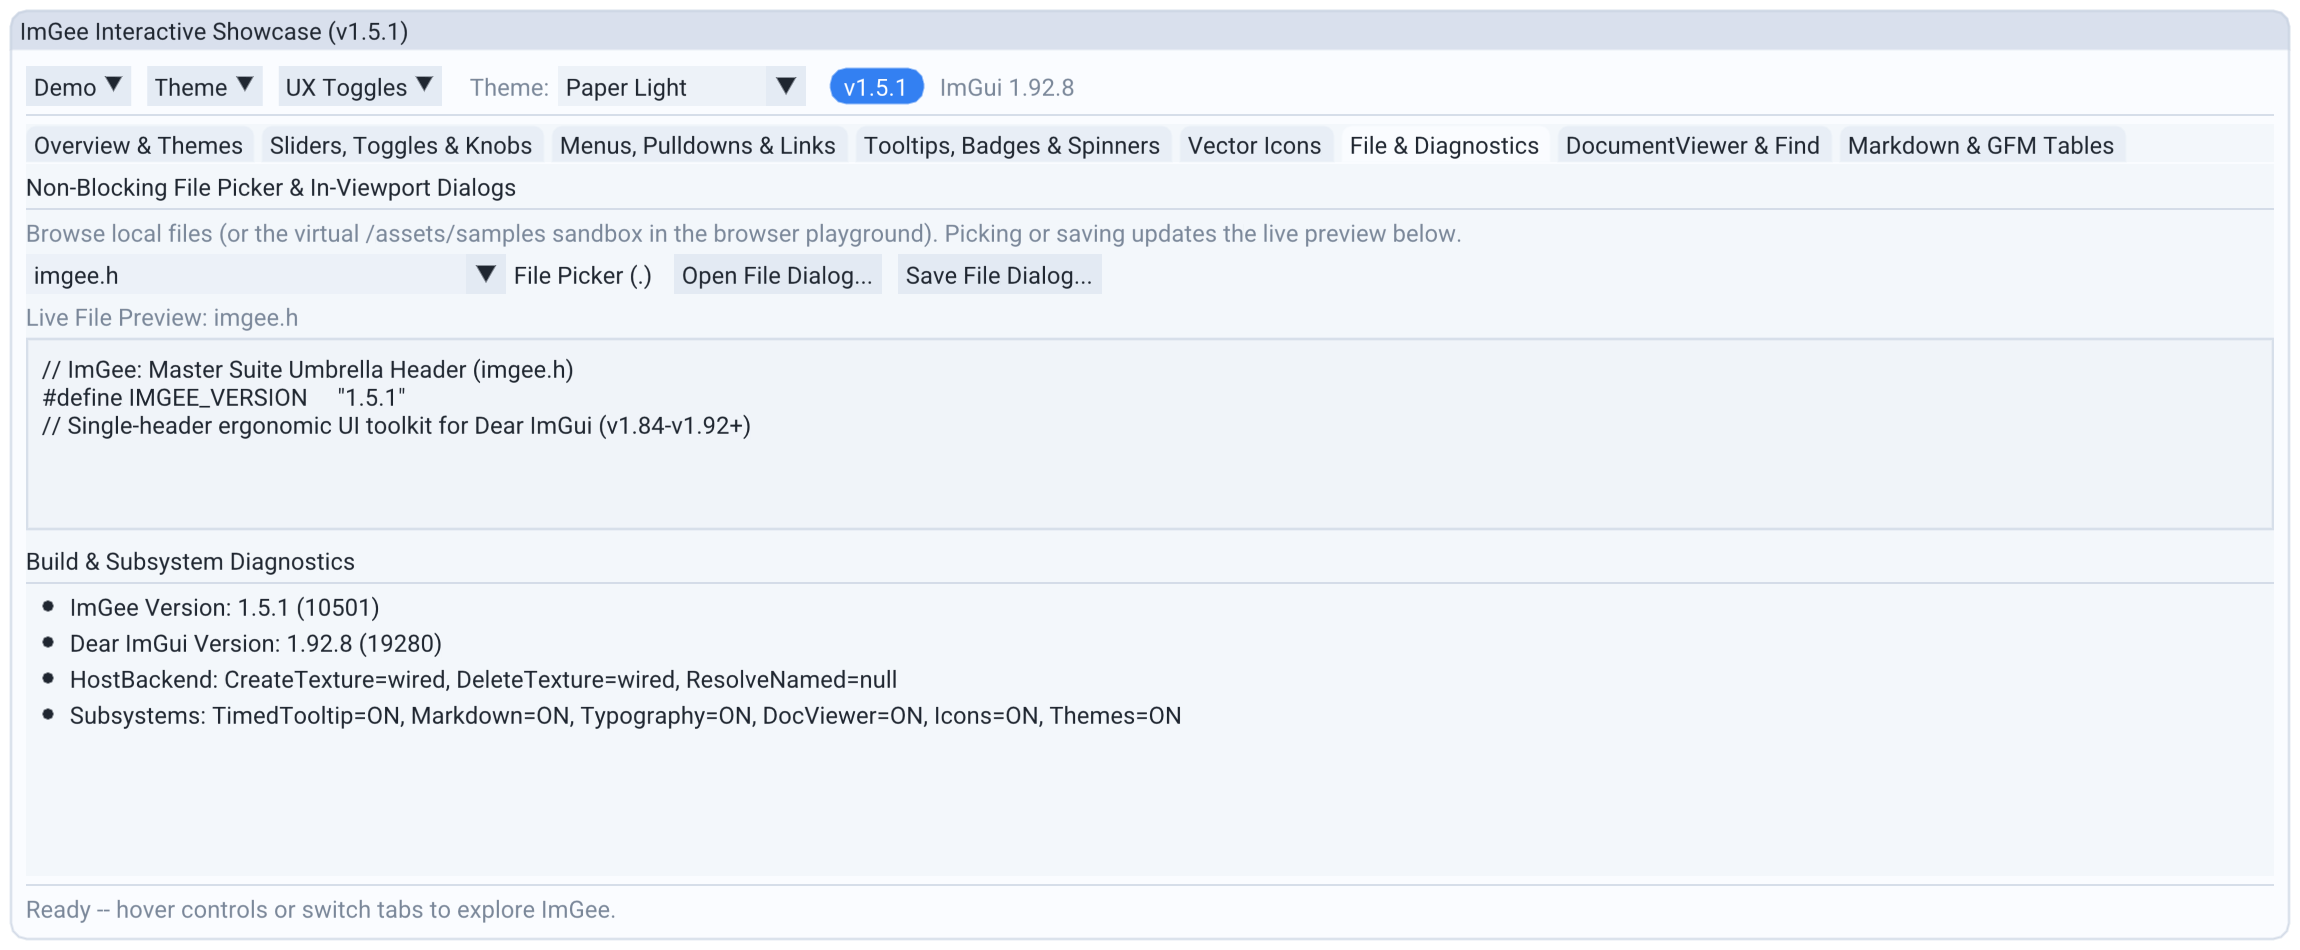 ImGee Interactive Showcase (v1.5.1)
Demo Theme UX Toggles Theme: Paper Light v1.5.1 ImGui 1.92.8
Overview & Themes Sliders, Toggles & Knobs Menus, Pulldowns & Links Tooltips, Badges & Spinners Vector Icons File & Diagnostics DocumentViewer & Find Markdown & GFM Tables
Non-Blocking File Picker & In-Viewport Dialogs
Browse local files (or the virtual /assets/samples sandbox in the browser playground). Picking or saving updates the live preview below.
imgee.h File Picker (.) Open File Dialog... Save File Dialog...
Live File Preview: imgee.h
// ImGee: Master Suite Umbrella Header (imgee.h)
#define IMGEE_VERSION "1.5.1"
// Single-header ergonomic UI toolkit for Dear ImGui (v1.84-v1.92+)
Build & Subsystem Diagnostics
ImGee Version: 1.5.1 (10501)
Dear ImGui Version: 1.92.8 (19280)
HostBackend: CreateTexture=wired, DeleteTexture=wired, ResolveNamed=null
Subsystems: TimedTooltip=ON, Markdown=ON, Typography=ON, DocViewer=ON, Icons=ON, Themes=ON
Ready -- hover controls or switch tabs to explore ImGee.